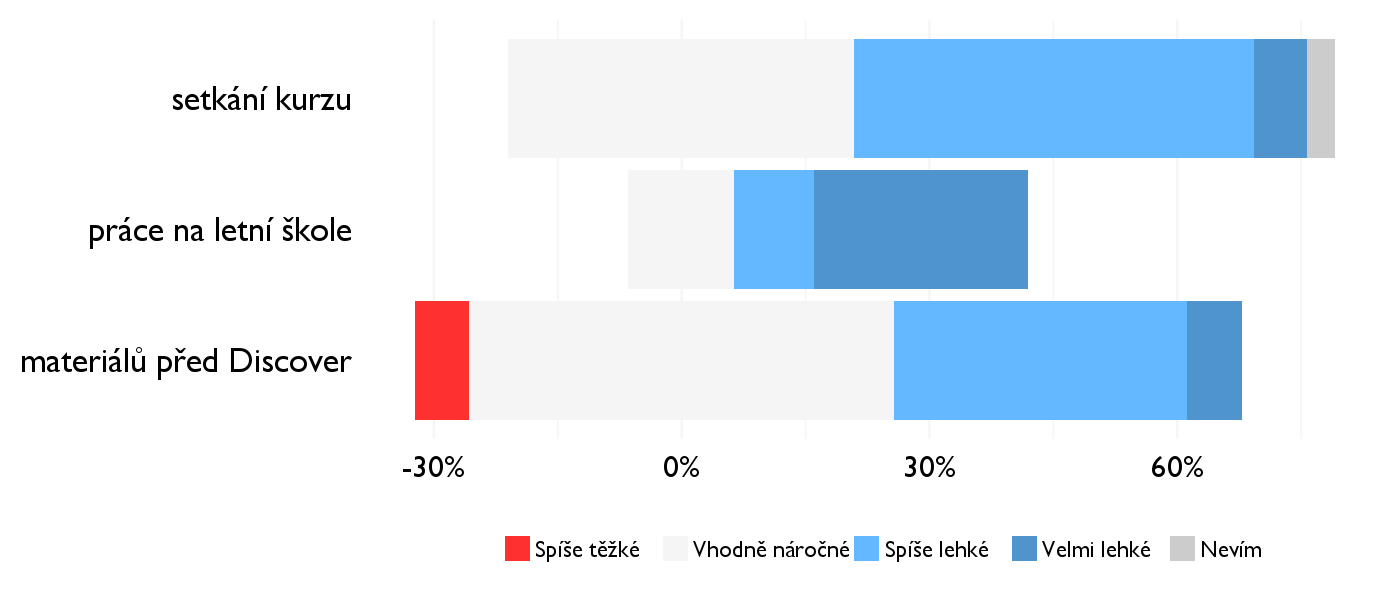 setkání kurzu
práce na letní škole
materiálů před Discover
-30% 0% 30% 60%
Spíše těžké Vhodně náročné Spíše lehké Velmi lehké Nevím